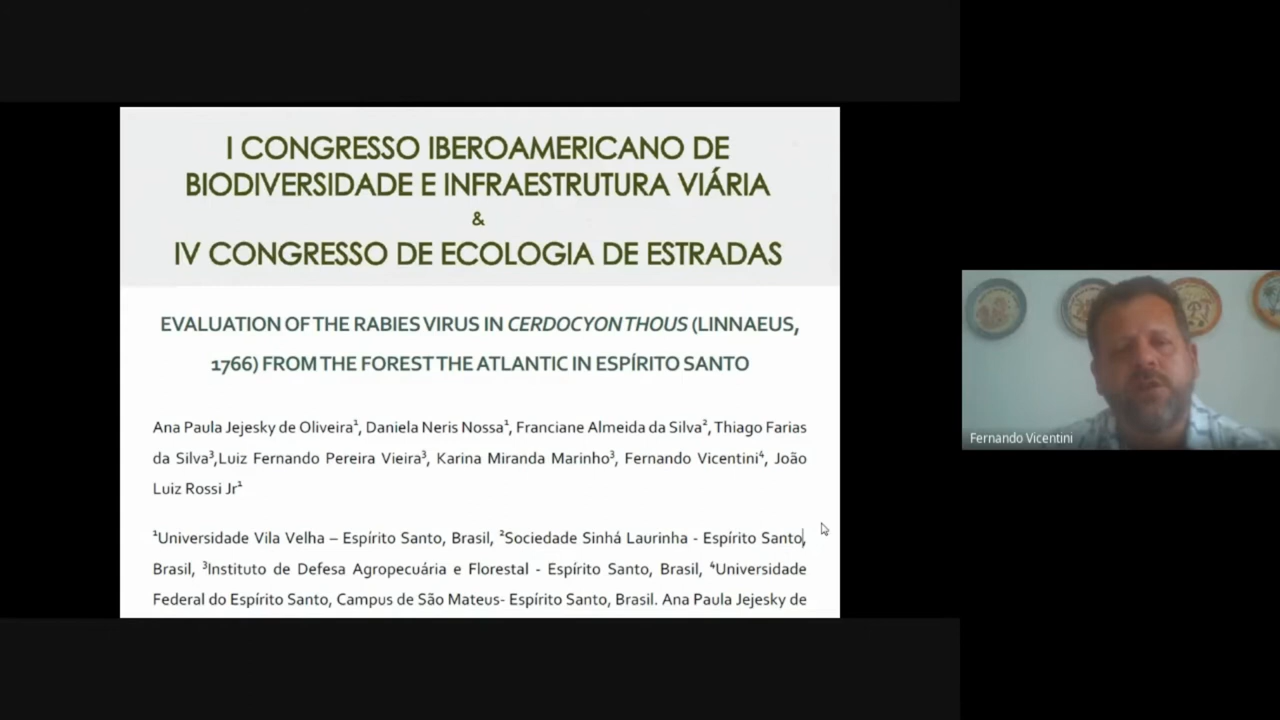 I CONGRESSO IBEROAMERICANO DE
BIODIVERSIDADE E INFRAESTRUTURA VIÁRIA
&
IV CONGRESSO DE ECOLOGIA DE ESTRADAS
EVALUATION OF THE RABIES VIRUS IN CERDOCYON THOUS (LINNAEUS,
1766) FROM THE FOREST THE ATLANTIC IN ESPÍRITO SANTO
Ana Paula Jejesky de Oliveira¹, Daniela Neris Nossa¹, Franciane Almeida da Silva², Thiago Farias
da Silva³,Luiz Fernando Pereira Vieira³, Karina Miranda Marinho³, Fernando Vicentini⁴, João
Luiz Rossi Jr¹
¹Universidade Vila Velha – Espírito Santo, Brasil, ²Sociedade Sinhá Laurinha - Espírito Santo,
Brasil, ³Instituto de Defesa Agropecuária e Florestal - Espírito Santo, Brasil, ⁴Universidade
Federal do Espírito Santo, Campus de São Mateus- Espírito Santo, Brasil. Ana Paula Jejesky de
Fernando Vicentini